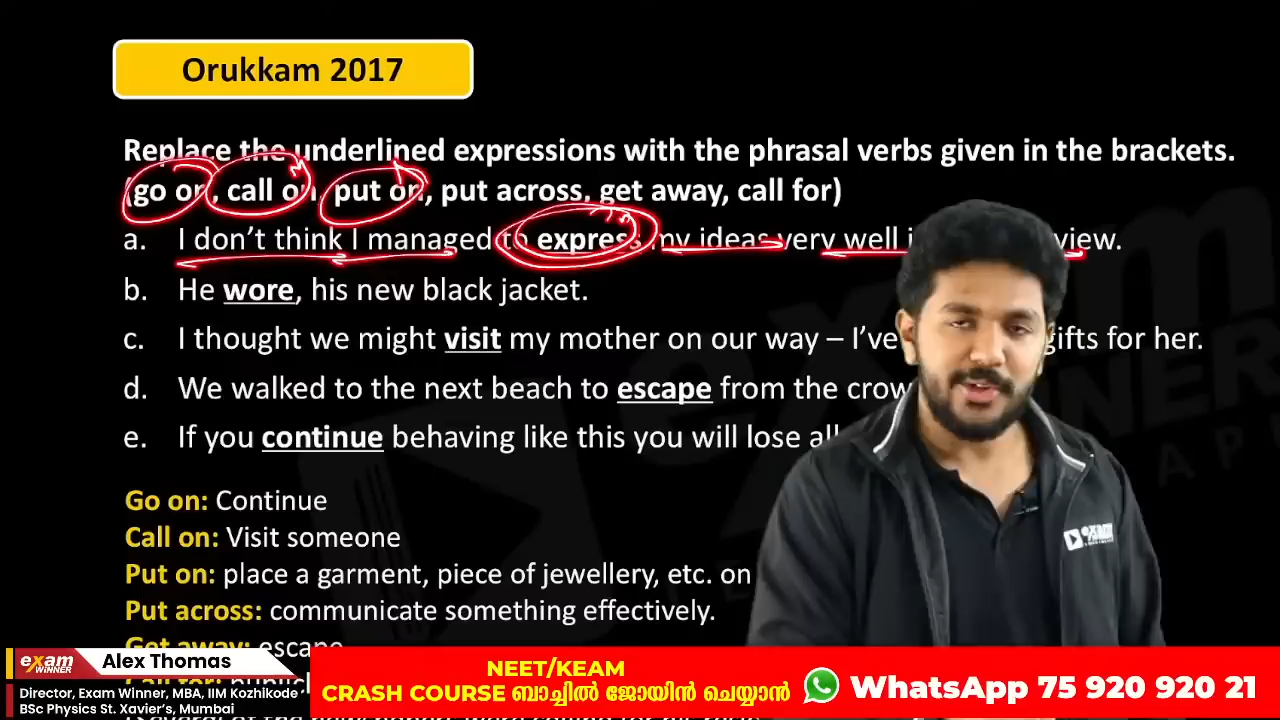 Orukkam 2017
Replace the underlined expressions with the phrasal verbs given in the brackets.
(go on, call on, put on, put across, get away, call for)
a. I don't think I managed to express my ideas very well
b. He wore, his new black jacket.
c. I thought we might visit my mother on our way – I've gifts for her.
d. We walked to the next beach to escape from the crow
e. If you continue behaving like this you will lose all
Go on: Continue
Call on: Visit someone
Put on: place a garment, piece of jewellery, etc. on
Put across: communicate something effectively.
Get away: escape
exam WINNER
Alex Thomas
Director, Exam Winner, MBA, IIM Kozhikode
BSc Physics St. Xavier's, Mumbai
NEET/KEAM
CRASH COURSE ബാച്ചിൽ ജോയിൻ ചെയ്യാൻ
WhatsApp 75 920 920 21
exam